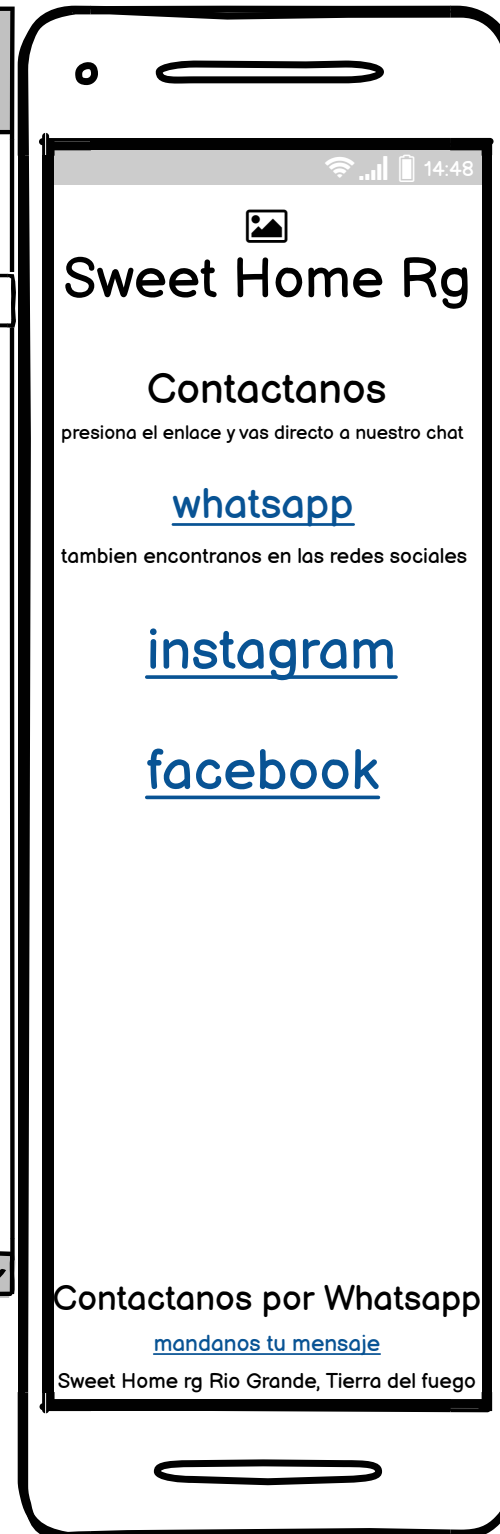 14:48
Sweet Home Rg
Contactanos
presiona el enlace y vas directo a nuestro chat
whatsapp
tambien encontranos en las redes sociales
instagram
facebook
Contactanos por Whatsapp
mandanos tu mensaje
Sweet Home rg Rio Grande, Tierra del fuego